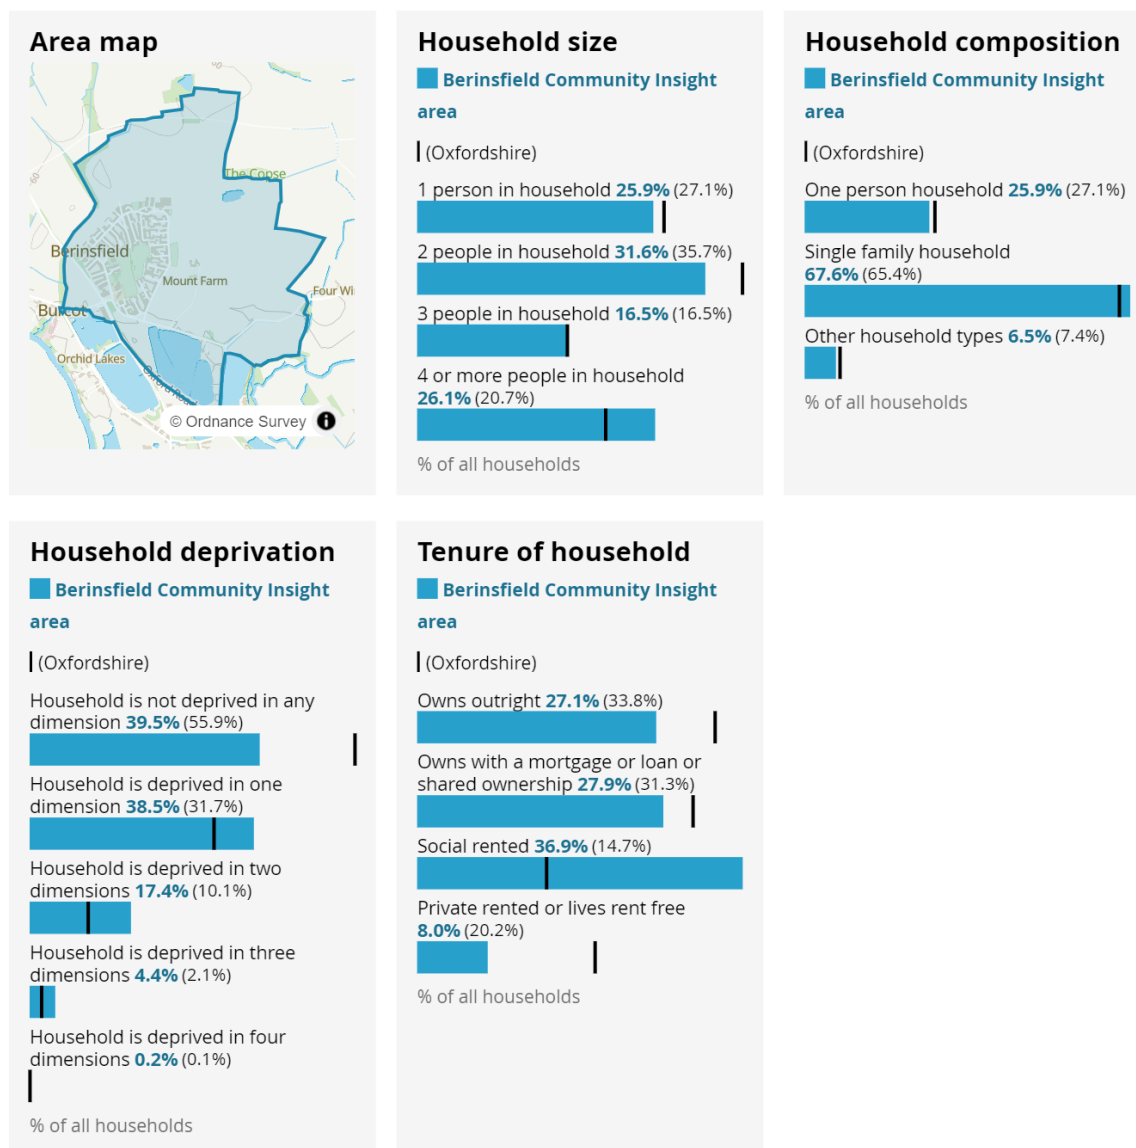 Area map
60
60
The Copse
Berinsfield
Mount Farm
Four Wi
Burcot
Orchid Lakes
Oxford Road
© Ordnance Survey
Household size
Berinsfield Community Insight
area
(Oxfordshire)
1 person in household 25.9% (27.1%)
2 people in household 31.6% (35.7%)
3 people in household 16.5% (16.5%)
4 or more people in household
26.1% (20.7%)
% of all households
Household composition
Berinsfield Community Insight
area
(Oxfordshire)
One person household 25.9% (27.1%)
Single family household
67.6% (65.4%)
Other household types 6.5% (7.4%)
% of all households
Household deprivation
Berinsfield Community Insight
area
(Oxfordshire)
Household is not deprived in any
dimension 39.5% (55.9%)
Household is deprived in one
dimension 38.5% (31.7%)
Household is deprived in two
dimensions 17.4% (10.1%)
Household is deprived in three
dimensions 4.4% (2.1%)
Household is deprived in four
dimensions 0.2% (0.1%)
% of all households
Tenure of household
Berinsfield Community Insight
area
(Oxfordshire)
Owns outright 27.1% (33.8%)
Owns with a mortgage or loan or
shared ownership 27.9% (31.3%)
Social rented 36.9% (14.7%)
Private rented or lives rent free
8.0% (20.2%)
% of all households